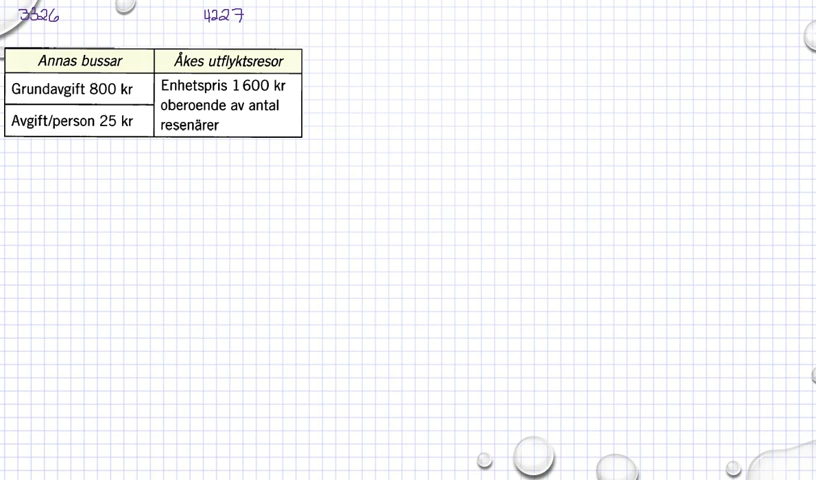 3326 4227
Annas bussar Åkes utflyktsresor
Grundavgift 800 kr Enhetspris 1 600 kr
oberoende av antal
Avgift/person 25 kr resenärer